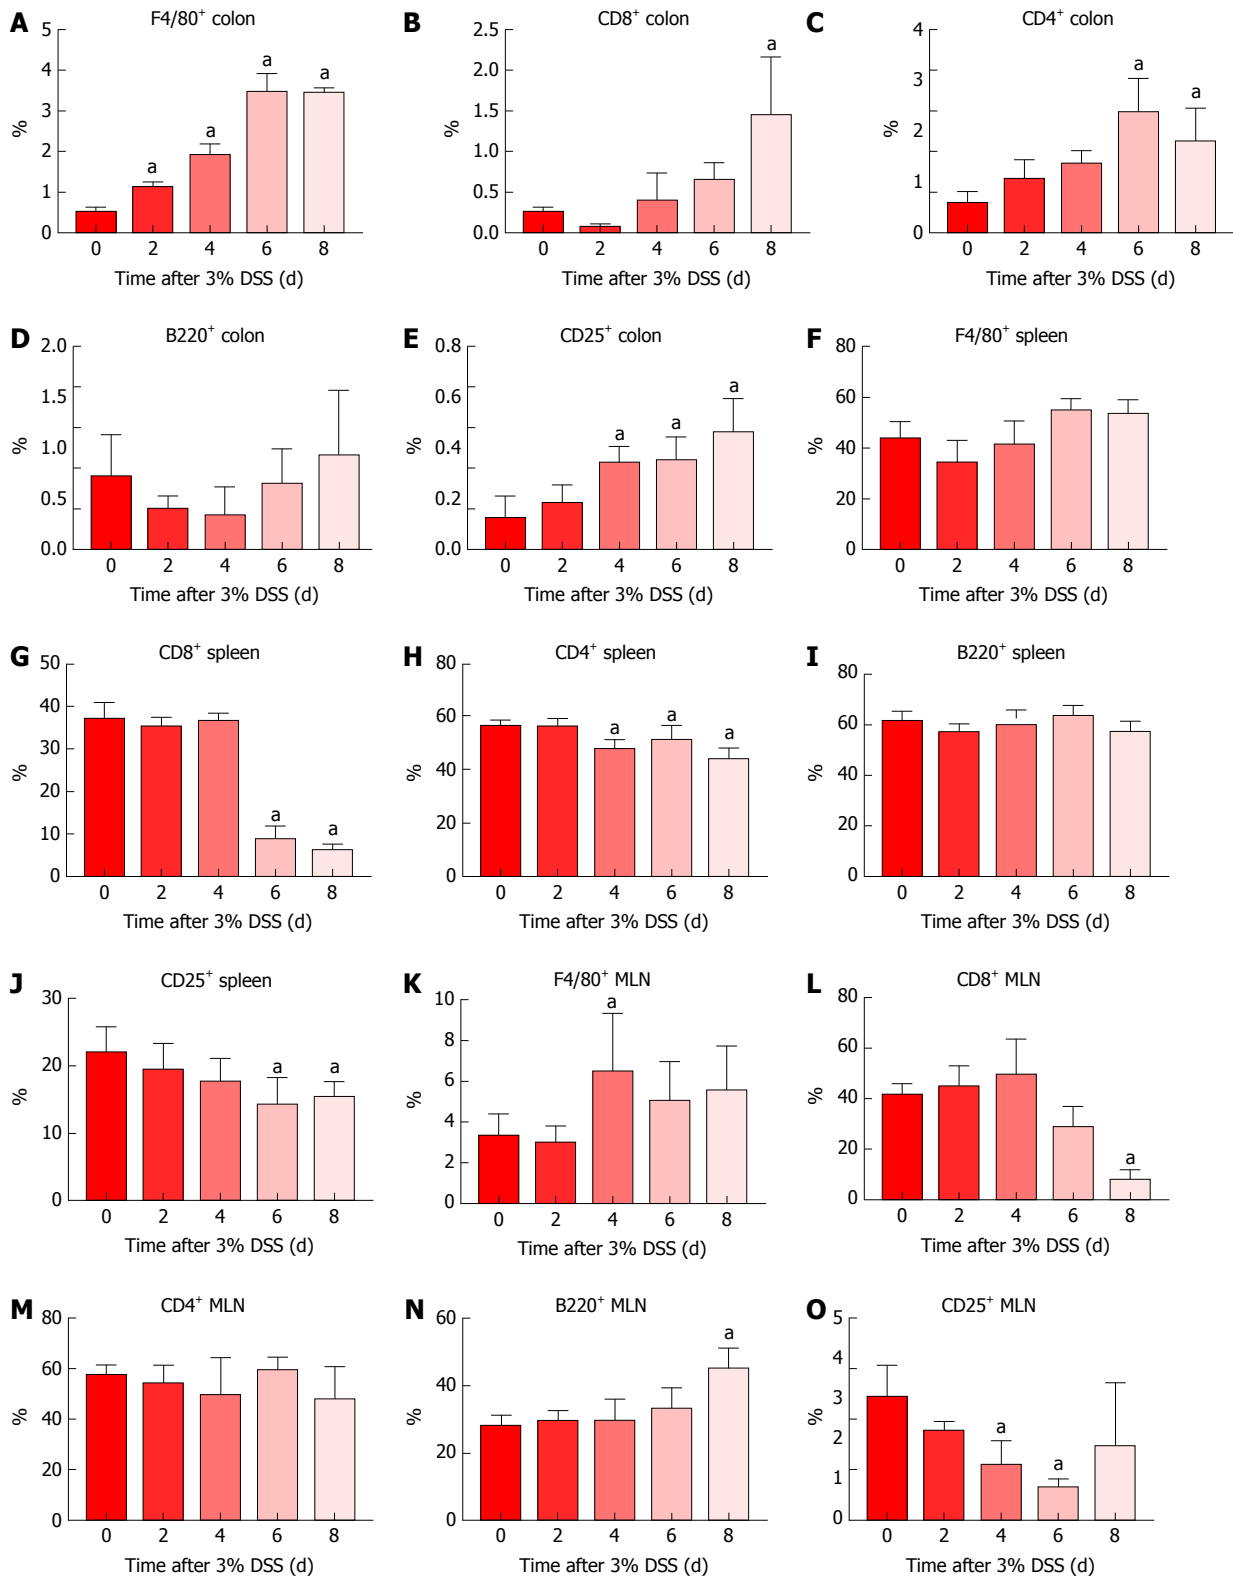 A F4/80+ colon
5
4
3
2
1
0
%
a a a a
0 2 4 6 8
Time after 3% DSS (d)
B CD8+ colon
2.5
2.0
1.5
1.0
0.5
0.0
%
a
0 2 4 6 8
Time after 3% DSS (d)
C CD4+ colon
4
3
2
1
0
%
a a
0 2 4 6 8
Time after 3% DSS (d)
D B220+ colon
2.0
1.5
1.0
0.5
0.0
%
0 2 4 6 8
Time after 3% DSS (d)
E CD25+ colon
0.8
0.6
0.4
0.2
0.0
%
a a a
0 2 4 6 8
Time after 3% DSS (d)
F F4/80+ spleen
80
60
40
20
0
%
0 2 4 6 8
Time after 3% DSS (d)
G CD8+ spleen
50
40
30
20
10
0
%
a a
0 2 4 6 8
Time after 3% DSS (d)
H CD4+ spleen
80
60
40
20
0
%
a a a
0 2 4 6 8
Time after 3% DSS (d)
I B220+ spleen
80
60
40
20
0
%
0 2 4 6 8
Time after 3% DSS (d)
J CD25+ spleen
30
20
10
0
%
a a
0 2 4 6 8
Time after 3% DSS (d)
K F4/80+ MLN
10
8
6
4
2
0
%
a
0 2 4 6 8
Time after 3% DSS (d)
L CD8+ MLN
80
60
40
20
0
%
a
0 2 4 6 8
Time after 3% DSS (d)
M CD4+ MLN
80
60
40
20
0
%
0 2 4 6 8
Time after 3% DSS (d)
N B220+ MLN
60
40
20
0
%
a
0 2 4 6 8
Time after 3% DSS (d)
O CD25+ MLN
5
4
3
2
1
0
%
a a
0 2 4 6 8
Time after 3% DSS (d)